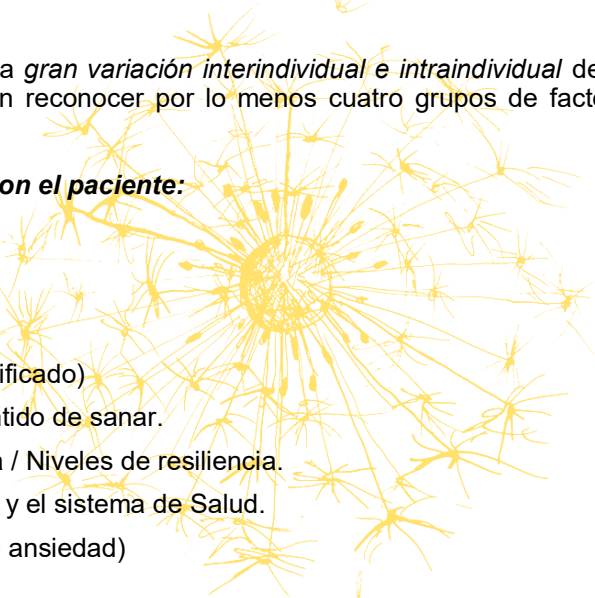 a gran variación interindividual e intraindividual de
n reconocer por lo menos cuatro grupos de fact
on el paciente:
ificado)
tido de sanar.
/ Niveles de resiliencia.
y el sistema de Salud.
ansiedad)